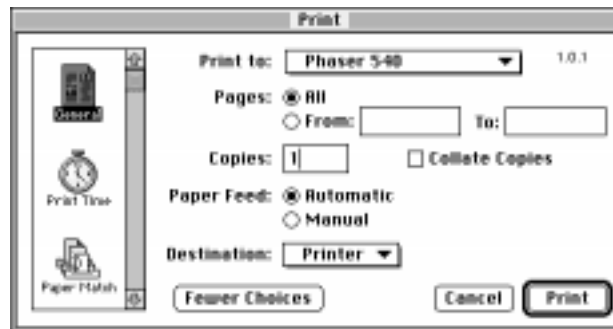 Print
Print to: Phaser 540 1.0.1
Pages: All
From: To:
General
Copies: 1 Collate Copies
Print Time
Paper Feed: Automatic
Manual
Destination: Printer
Paper Match
Fewer Choices Cancel Print